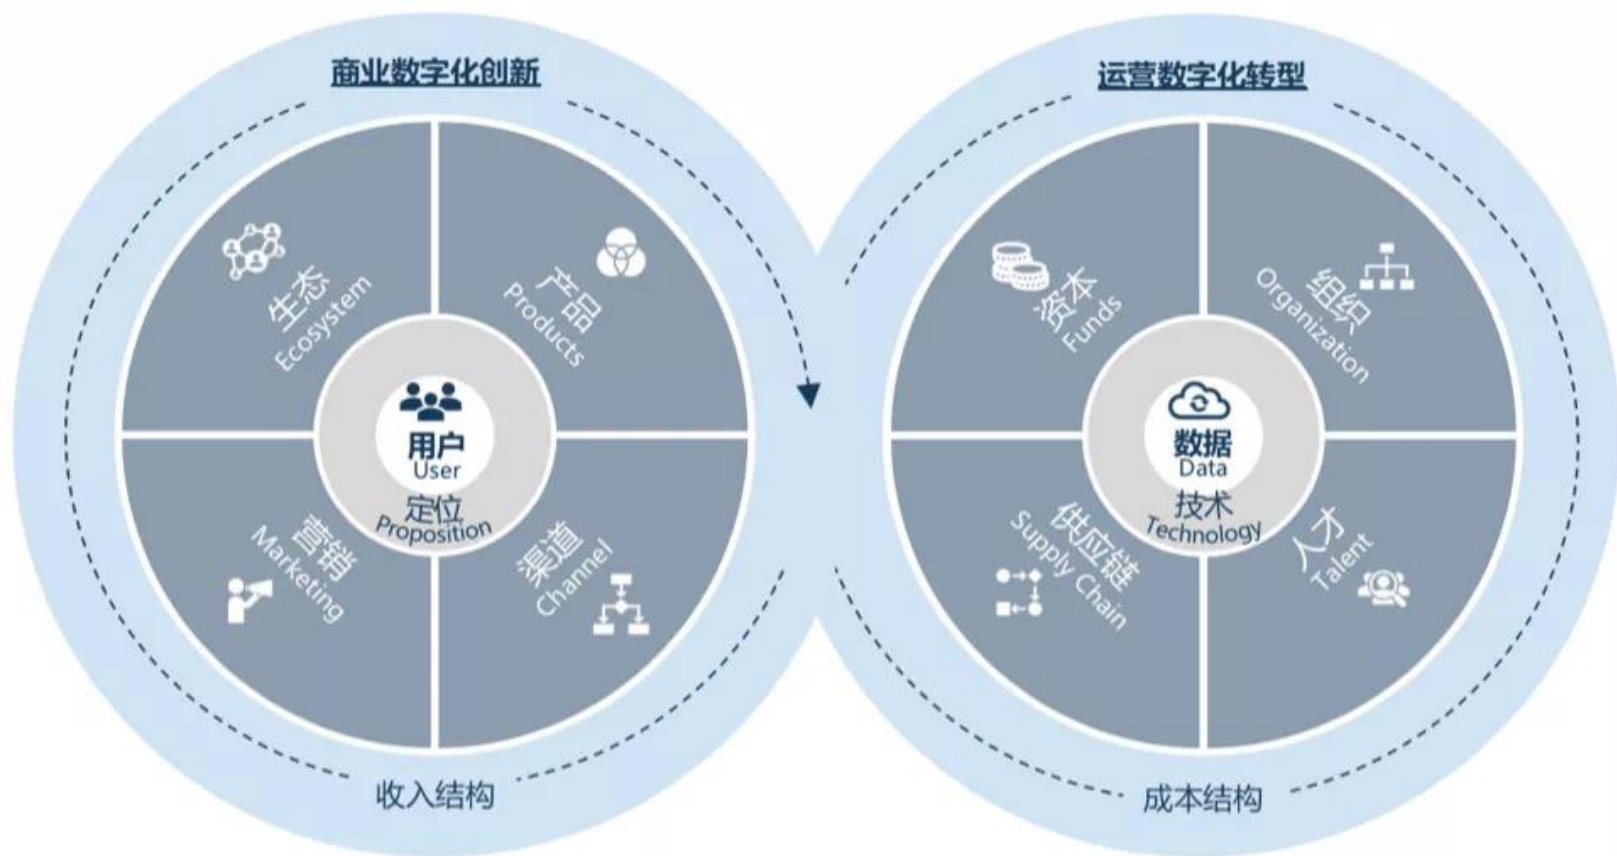 商业数字化创新
生态
Ecosystem
产品
Products
用户
User
定位
Proposition
营销
Marketing
渠道
Channel
收入结构
运营数字化转型
资本
Funds
组织
Organization
数据
Data
技术
Technology
供应链
Supply Chain
人才
Talent
成本结构